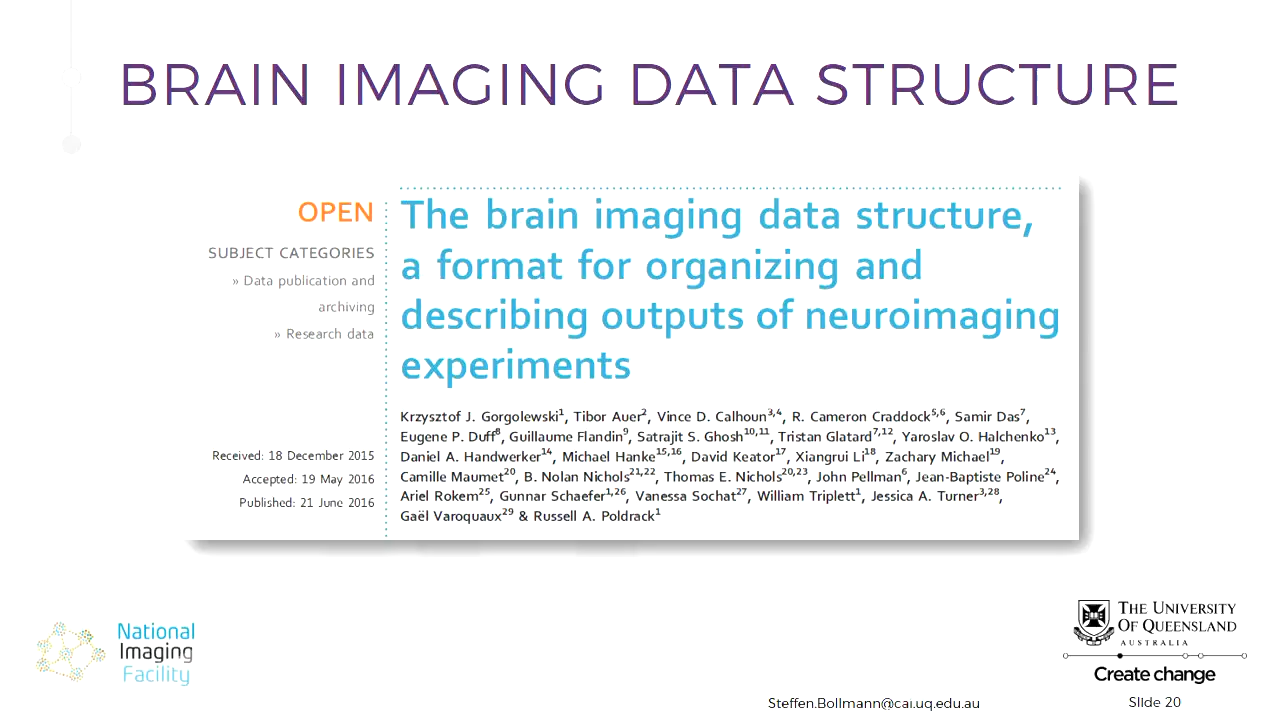 BRAIN IMAGING DATA STRUCTURE
OPEN
SUBJECT CATEGORIES
» Data publication and
archiving
» Research data
Received: 18 December 2015
Accepted: 19 May 2016
Published: 21 June 2016
The brain imaging data structure,
a format for organizing and
describing outputs of neuroimaging
experiments
Krzysztof J. Gorgolewski1, Tibor Auer2, Vince D. Calhoun3,4, R. Cameron Craddock5,6, Samir Das7,
Eugene P. Duff8, Guillaume Flandin9, Satrajit S. Ghosh10,11, Tristan Glatard7,12, Yaroslav O. Halchenko13,
Daniel A. Handwerker14, Michael Hanke15,16, David Keator17, Xiangrui Li18, Zachary Michael19,
Camille Maumet20, B. Nolan Nichols21,22, Thomas E. Nichols20,23, John Pellman6, Jean-Baptiste Poline24,
Ariel Rokem25, Gunnar Schaefer1,26, Vanessa Sochat27, William Triplett1, Jessica A. Turner3,28,
Gaël Varoquaux29 & Russell A. Poldrack1
National
Imaging
Facility
THE UNIVERSITY
OF QUEENSLAND
AUSTRALIA
Create change
Steffen.Bollmann@cai.uq.edu.au
Slide 20